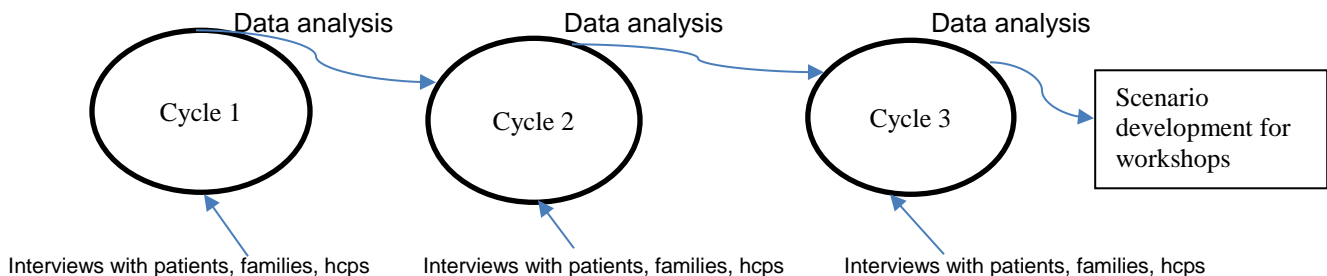 Data analysis
Data analysis
Data analysis
Cycle 1
Cycle 2
Cycle 3
Scenario
development for
workshops
Interviews with patients, families, hcps
Interviews with patients, families, hcps
Interviews with patients, families, hcps